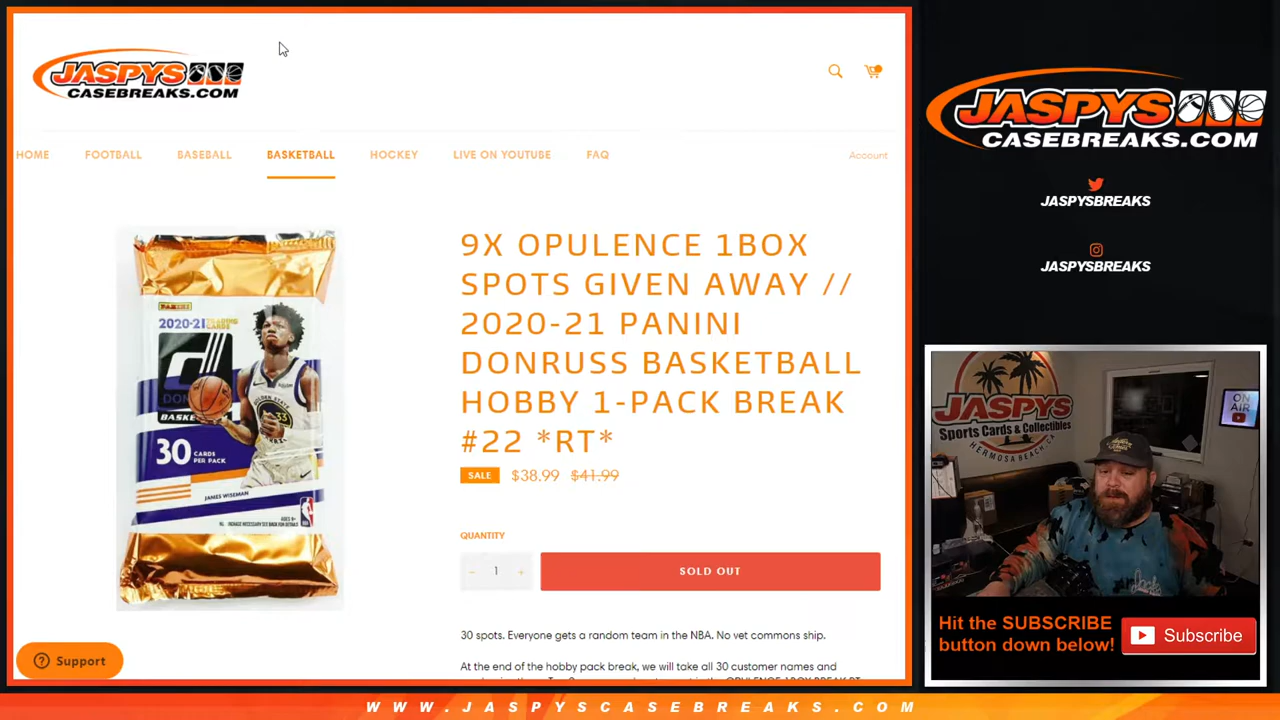 JASPYS
CASEBREAKS.COM
HOME
FOOTBALL
BASEBALL
BASKETBALL
HOCKEY
LIVE ON YOUTUBE
FAQ
Account
PANINI
2020-21 TRADING CARDS
BASKETBALL
30 CARDS PER PACK
JAMES WISEMAN
9X OPULENCE 1BOX
SPOTS GIVEN AWAY //
2020-21 PANINI
DONRUSS BASKETBALL
HOBBY 1-PACK BREAK
#22 *RT*
SALE $38.99 $41.99
QUANTITY
− 1 +
SOLD OUT
30 spots. Everyone gets a random team in the NBA. No vet commons ship.
At the end of the hobby pack break, we will take all 30 customer names and
Support
JASPYS
CASEBREAKS.COM
JASPYSBREAKS
JASPYSBREAKS
JASPYS
Sports Cards & Collectibles
HERMOSA BEACH, CA
ON
AIR
Hit the SUBSCRIBE
button down below!
Subscribe
WWW.JASPYSCASEBREAKS.COM